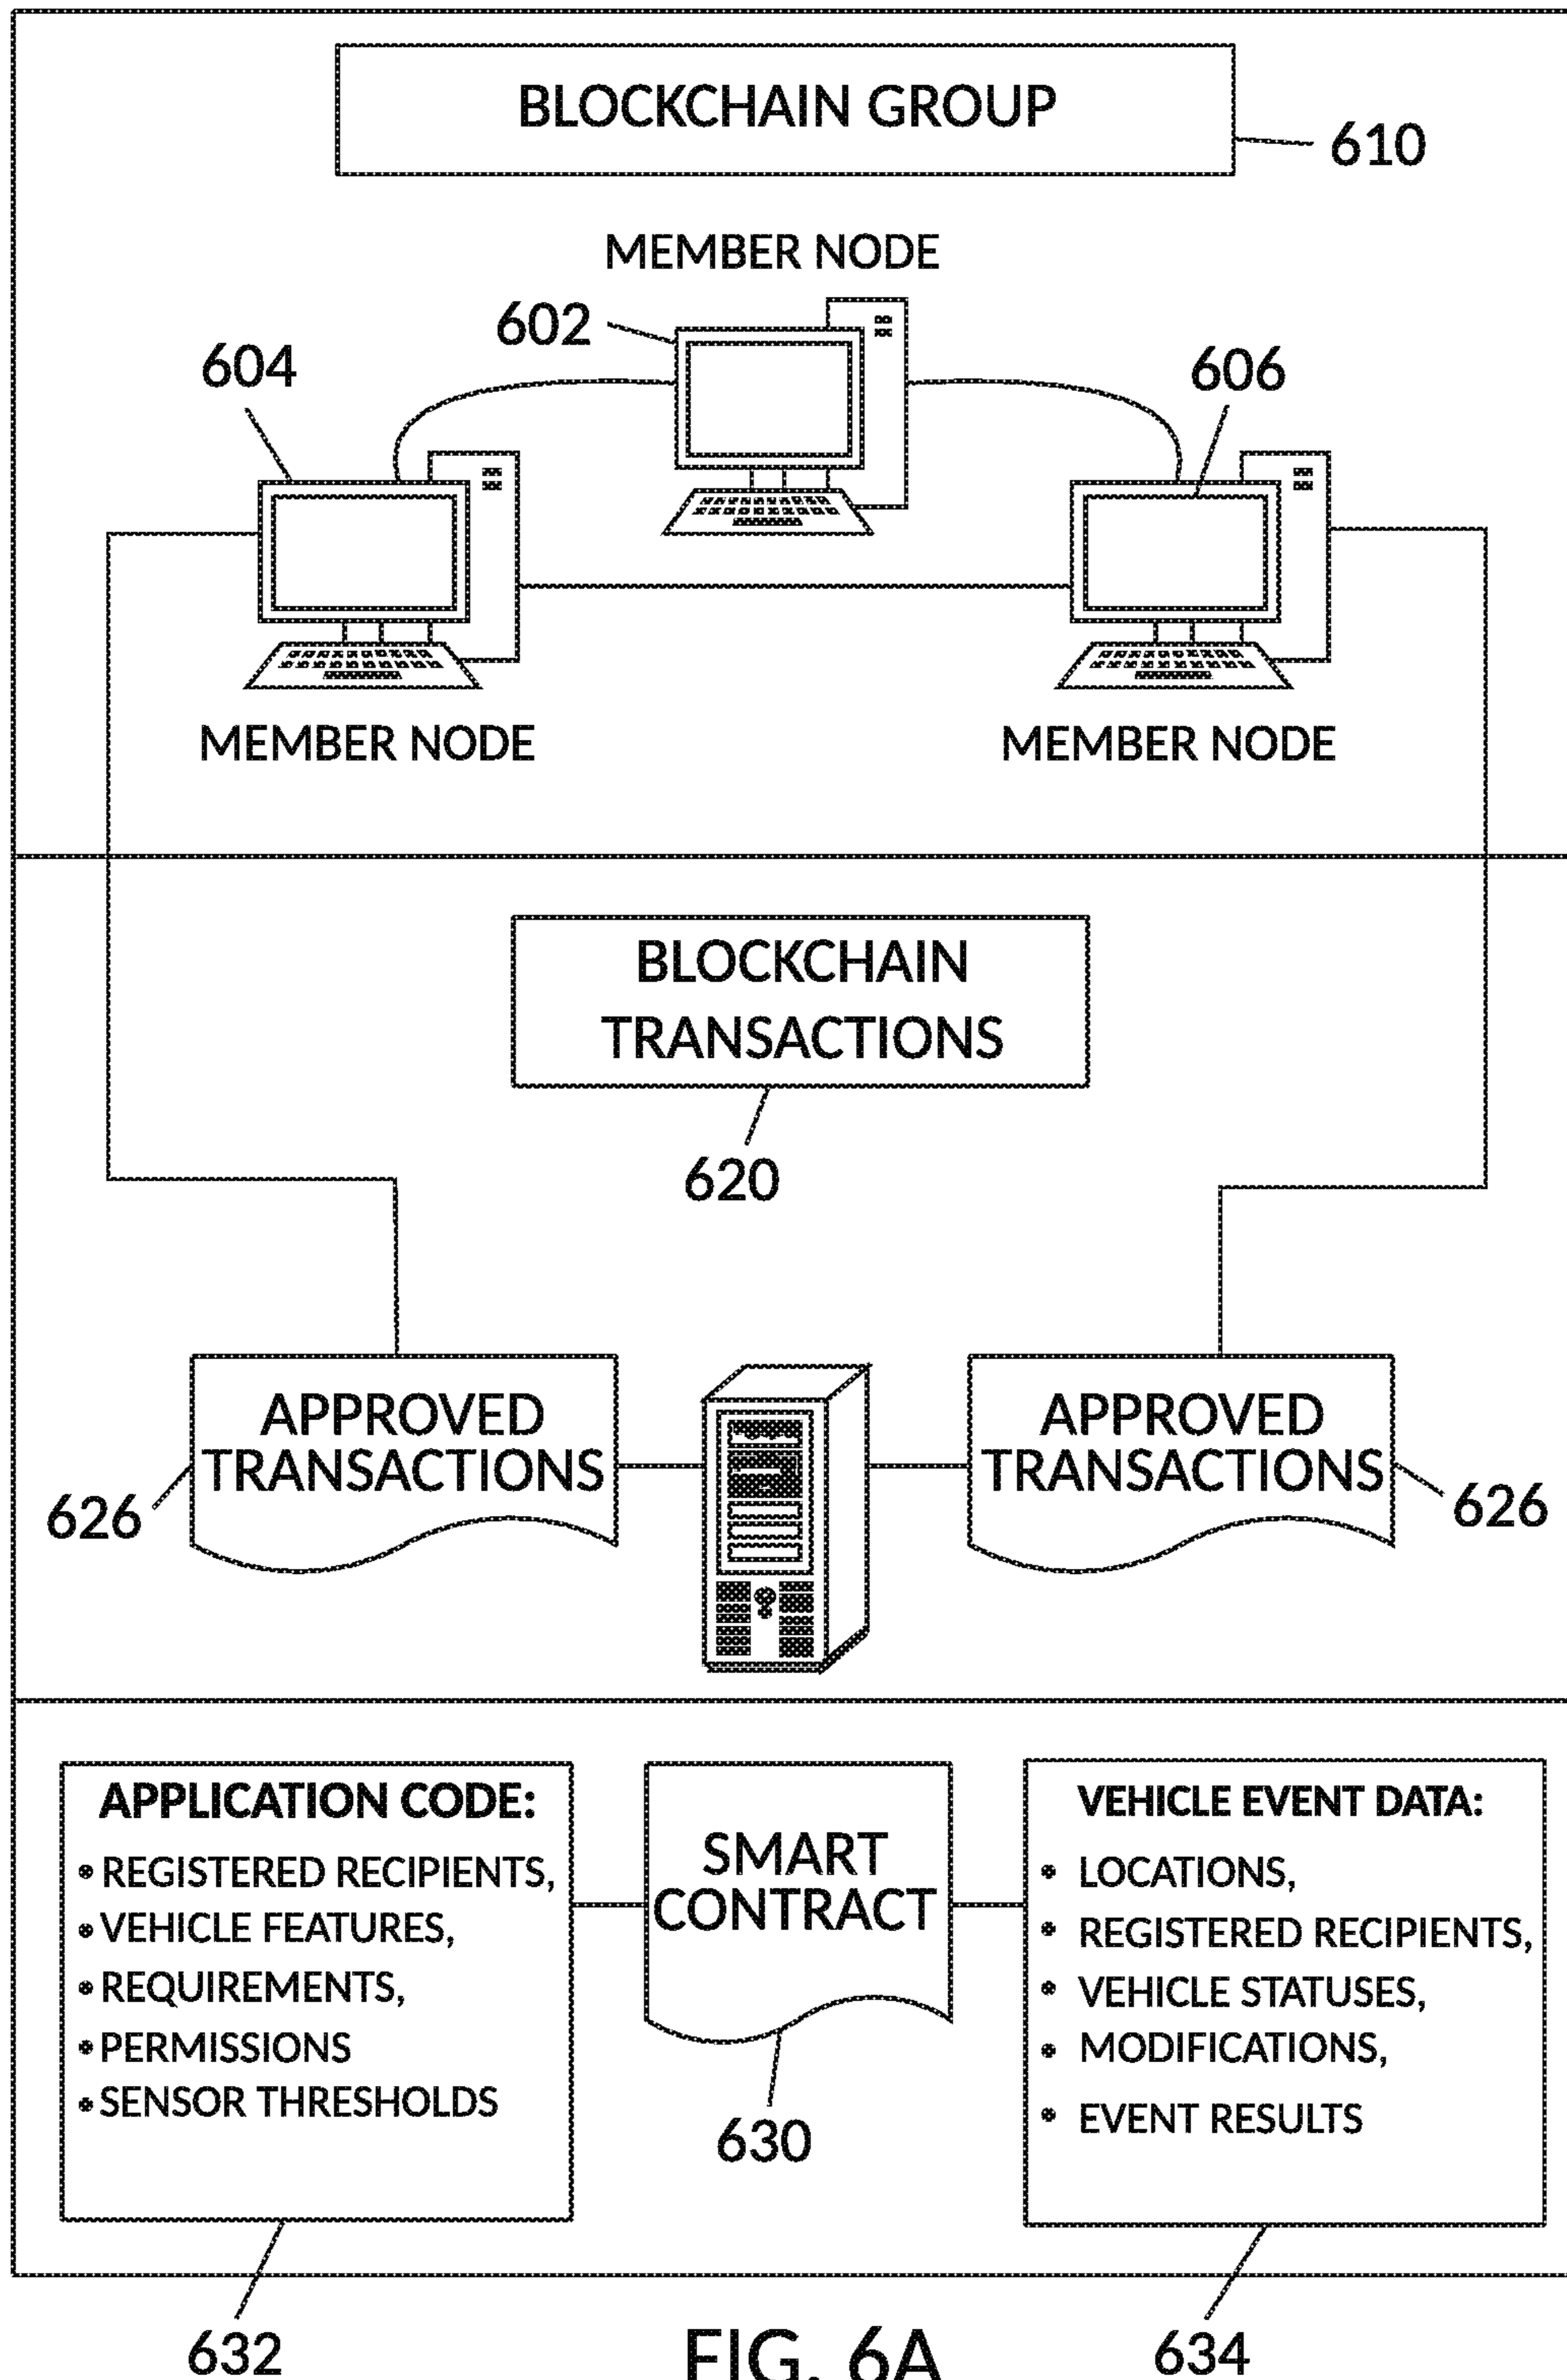 BLOCKCHAIN GROUP
610
MEMBER NODE
602
604
606
MEMBER NODE
MEMBER NODE
BLOCKCHAIN
TRANSACTIONS
620
APPROVED
TRANSACTIONS
626
APPROVED
TRANSACTIONS
626
APPLICATION CODE:
• REGISTERED RECIPIENTS,
• VEHICLE FEATURES,
• REQUIREMENTS,
• PERMISSIONS
• SENSOR THRESHOLDS
SMART
CONTRACT
630
VEHICLE EVENT DATA:
• LOCATIONS,
• REGISTERED RECIPIENTS,
• VEHICLE STATUSES,
• MODIFICATIONS,
• EVENT RESULTS
632
634
FIG. 6A